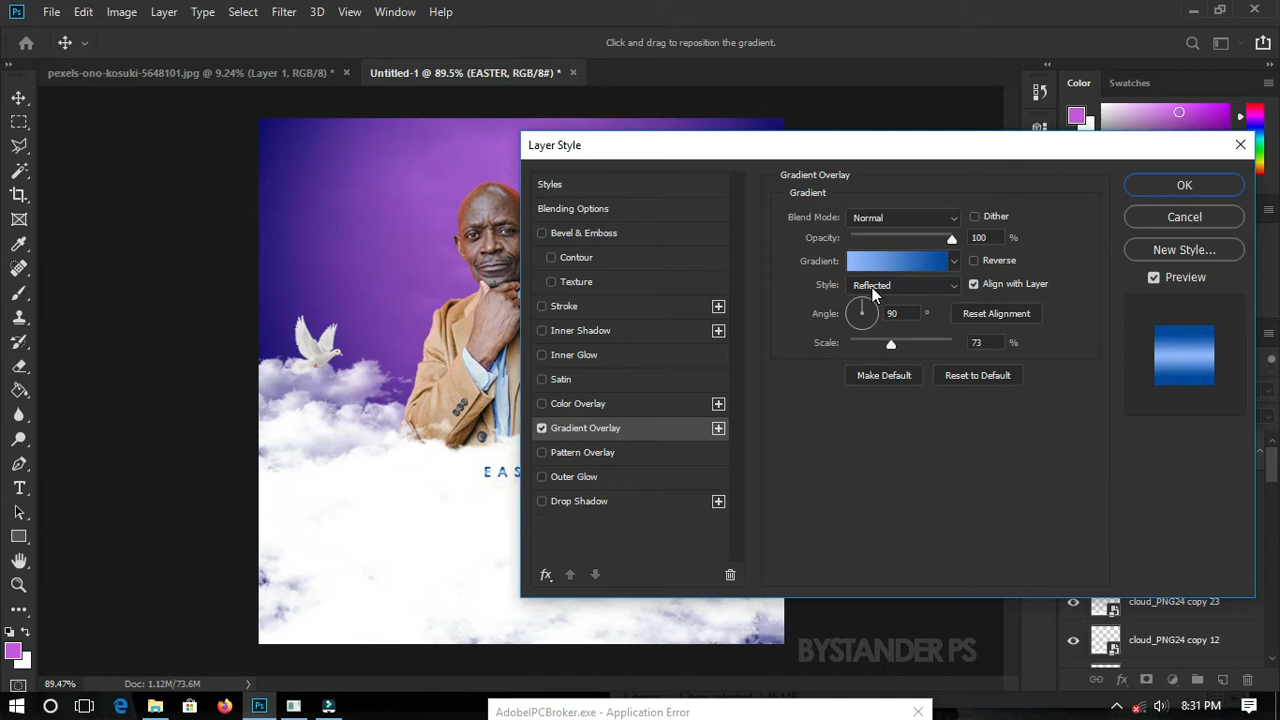 Ps File Edit Image Layer Type Select Filter 3D View Window Help
Click and drag to reposition the gradient.
pexels-ono-kosuki-5648101.jpg @ 9.24% (Layer 1, RGB/8) * ×
Untitled-1 @ 89.5% (EASTER, RGB/8#) * ×
Color Swatches
Layer Style
Styles
Blending Options
Bevel & Emboss
Contour
Texture
Stroke
Inner Shadow
Inner Glow
Satin
Color Overlay
Gradient Overlay
Pattern Overlay
Outer Glow
Drop Shadow
fx
Gradient Overlay
Gradient
Blend Mode: Normal Dither
Opacity: 100 %
Gradient: Reverse
Style: Reflected Align with Layer
Angle: 90 ° Reset Alignment
Scale: 73 %
Make Default Reset to Default
OK
Cancel
New Style...
Preview
EAS
cloud_PNG24 copy 23
cloud_PNG24 copy 12
fx
BYSTANDER PS
89.47% Doc: 1.12M/73.6M
AdobeIPCBroker.exe - Application Error
8:31 PM